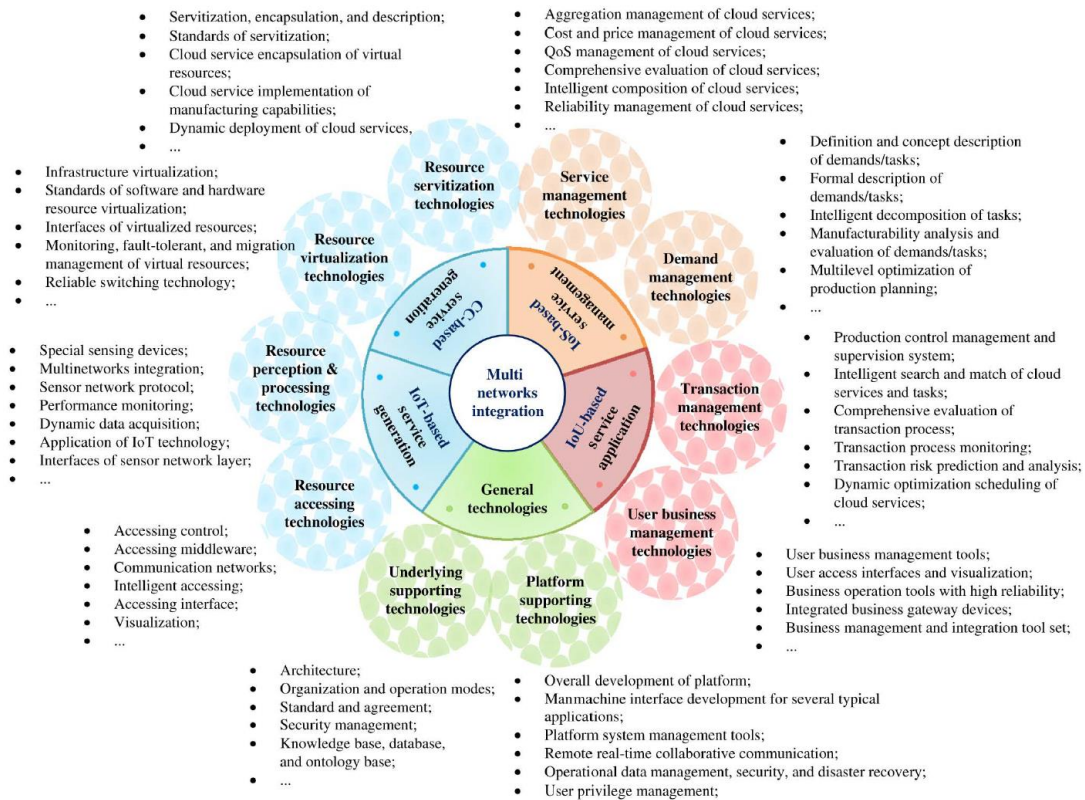 • Servitization, encapsulation, and description;
• Standards of servitization;
• Cloud service encapsulation of virtual
resources;
• Cloud service implementation of
manufacturing capabilities;
• Dynamic deployment of cloud services,
• ...
• Aggregation management of cloud services;
• Cost and price management of cloud services;
• QoS management of cloud services;
• Comprehensive evaluation of cloud services;
• Intelligent composition of cloud services;
• Reliability management of cloud services;
• ...
• Infrastructure virtualization;
• Standards of software and hardware
resource virtualization;
• Interfaces of virtualized resources;
• Monitoring, fault-tolerant, and migration
management of virtual resources;
• Reliable switching technology;
• ...
Resource
servitization
technologies
Service
management
technologies
• Definition and concept description
of demands/tasks;
• Formal description of
demands/tasks;
• Intelligent decomposition of tasks;
• Manufacturability analysis and
evaluation of demands/tasks;
• Multilevel optimization of
production planning;
• ...
Resource
virtualization
technologies
Demand
management
technologies
CC-based
service
generation
IoS-based
service
management
• Special sensing devices;
• Multinetworks integration;
• Sensor network protocol;
• Performance monitoring;
• Dynamic data acquisition;
• Application of IoT technology;
• Interfaces of sensor network layer;
• ...
Resource
perception &
processing
technologies
IoT-based
service
generation
Multi
networks
integration
IoU-based
service
application
Transaction
management
technologies
• Production control management and
supervision system;
• Intelligent search and match of cloud
services and tasks;
• Comprehensive evaluation of
transaction process;
• Transaction process monitoring;
• Transaction risk prediction and analysis;
• Dynamic optimization scheduling of
cloud services;
• ...
Resource
accessing
technologies
General
technologies
User business
management
technologies
• Accessing control;
• Accessing middleware;
• Communication networks;
• Intelligent accessing;
• Accessing interface;
• Visualization;
• ...
Underlying
supporting
technologies
Platform
supporting
technologies
• User business management tools;
• User access interfaces and visualization;
• Business operation tools with high reliability;
• Integrated business gateway devices;
• Business management and integration tool set;
• ...
• Architecture;
• Organization and operation modes;
• Standard and agreement;
• Security management;
• Knowledge base, database,
and ontology base;
• ...
• Overall development of platform;
• Manmachine interface development for several typical
applications;
• Platform system management tools;
• Remote real-time collaborative communication;
• Operational data management, security, and disaster recovery;
• User privilege management;